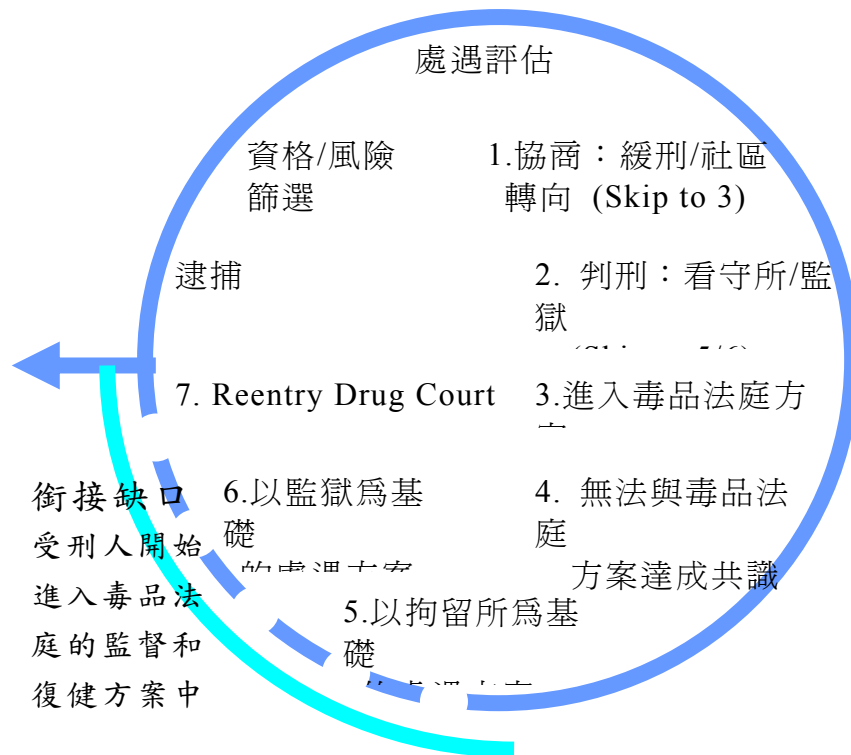 處遇評估
資格/風險
篩選
1.協商：緩刑/社區
轉向 (Skip to 3)
逮捕
2. 判刑：看守所/監
獄
7. Reentry Drug Court
3.進入毒品法庭方
6.以監獄爲基
礎
的處遇方案
4. 無法與毒品法
庭
方案達成共識
5.以拘留所爲基
礎
銜接缺口
受刑人開始
進入毒品法
庭的監督和
復健方案中